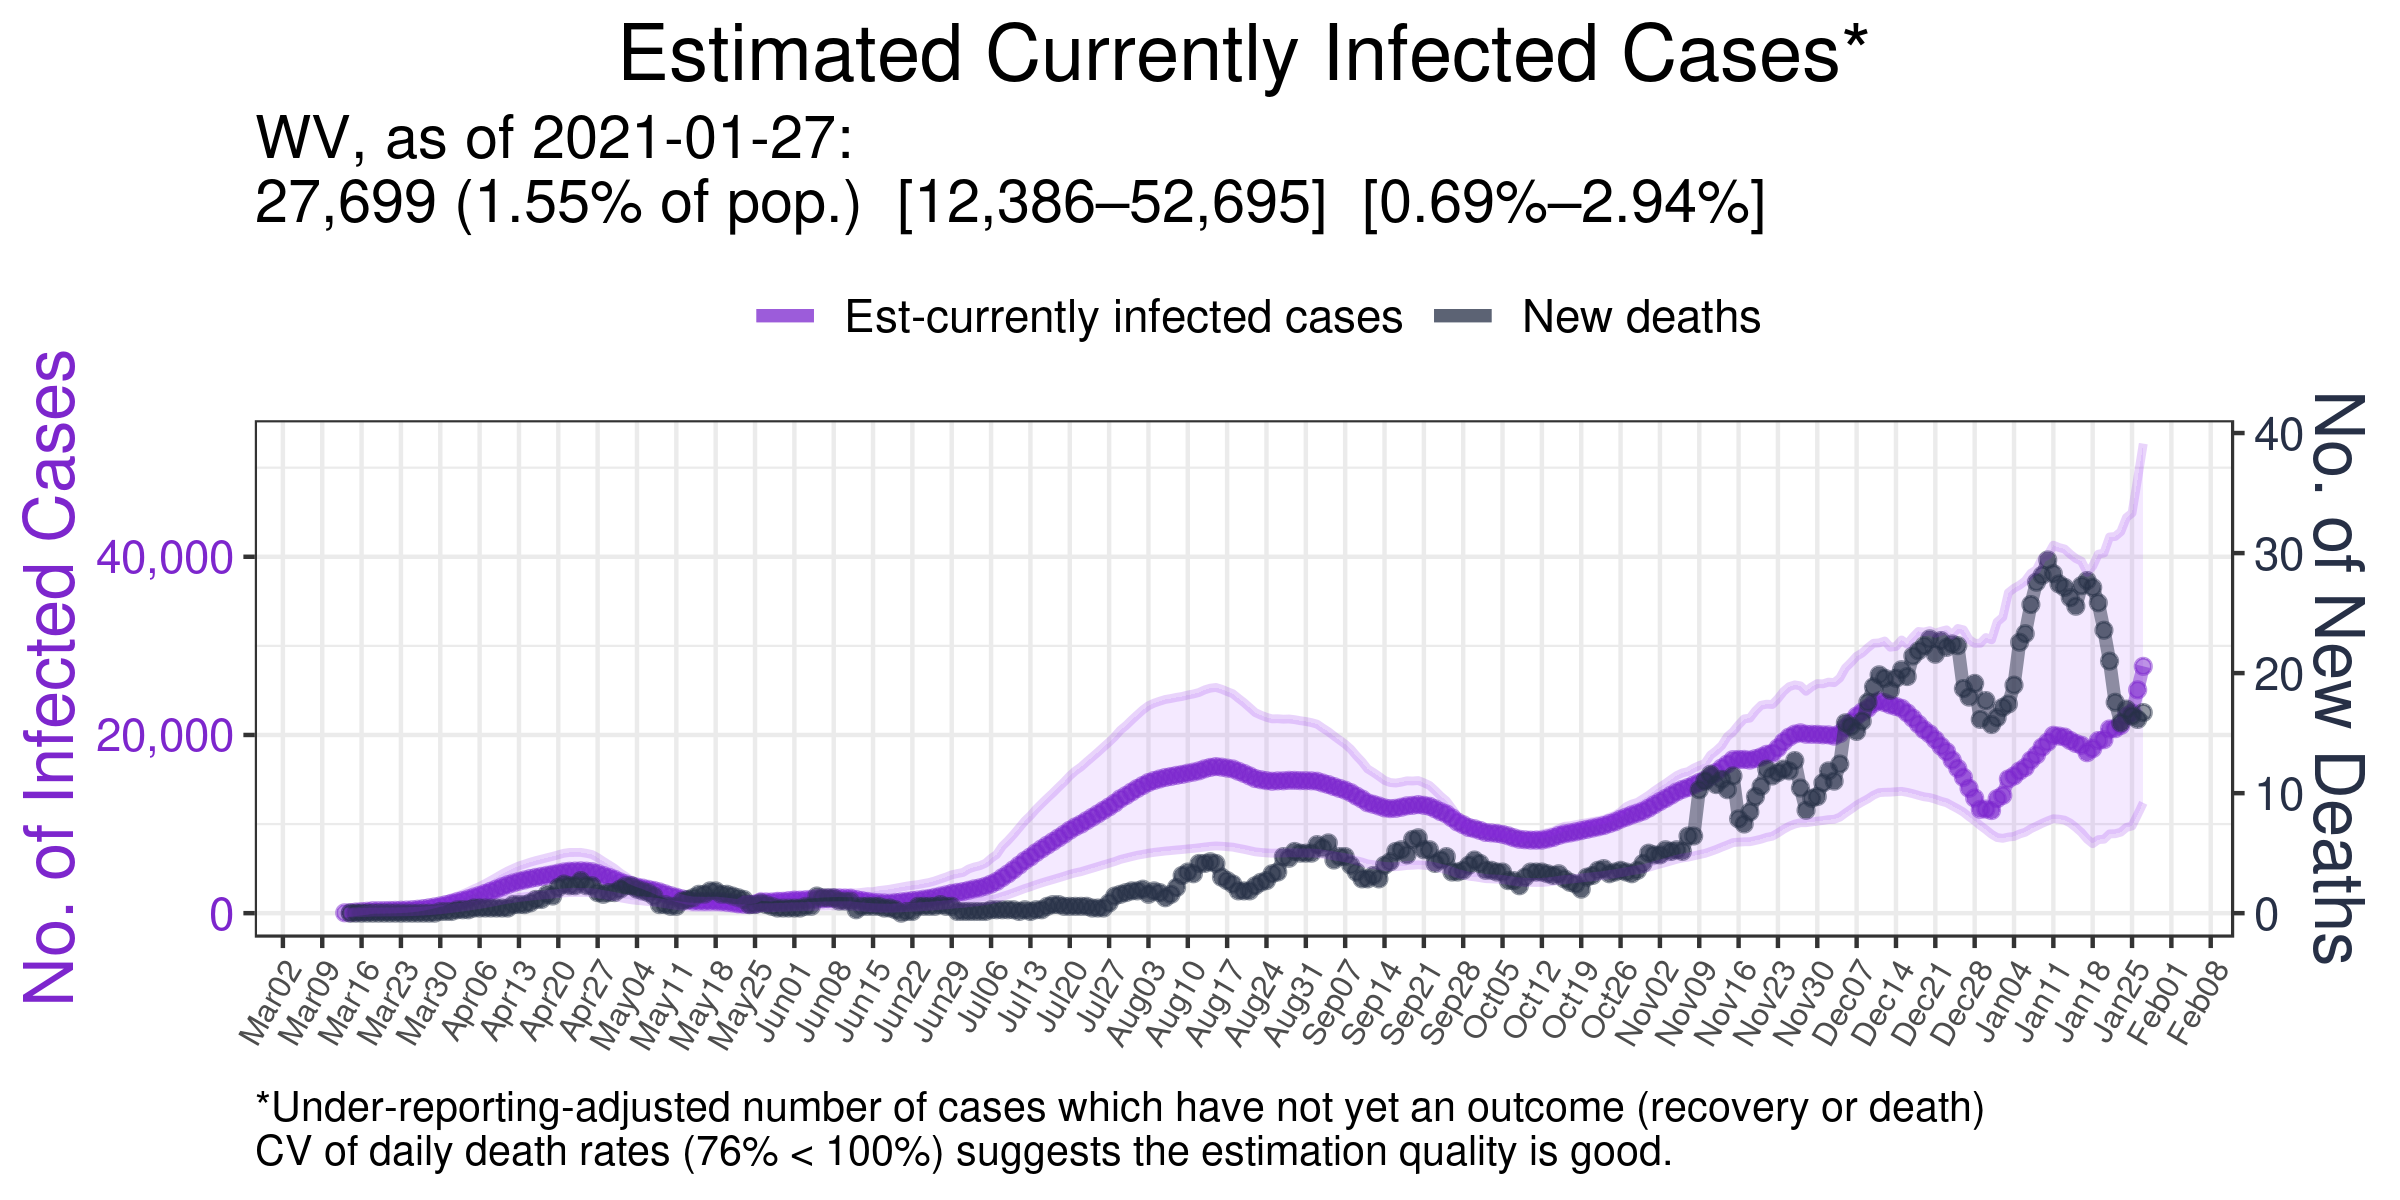 Estimated Currently Infected Cases*
WV, as of 2021-01-27:
27,699 (1.55% of pop.)  [12,386–52,695]  [0.69%–2.94%]
Est-currently infected cases
New deaths
No. of Infected Cases
40,000
20,000
0
40
30
20
10
0
No. of New Deaths
Mar02
Mar09
Mar16
Mar23
Mar30
Apr06
Apr13
Apr20
Apr27
May04
May11
May18
May25
Jun01
Jun08
Jun15
Jun22
Jun29
Jul06
Jul13
Jul20
Jul27
Aug03
Aug10
Aug17
Aug24
Aug31
Sep07
Sep14
Sep21
Sep28
Oct05
Oct12
Oct19
Oct26
Nov02
Nov09
Nov16
Nov23
Nov30
Dec07
Dec14
Dec21
Dec28
Jan04
Jan11
Jan18
Jan25
Feb01
Feb08
*Under-reporting-adjusted number of cases which have not yet an outcome (recovery or death)
CV of daily death rates (76% < 100%) suggests the estimation quality is good.